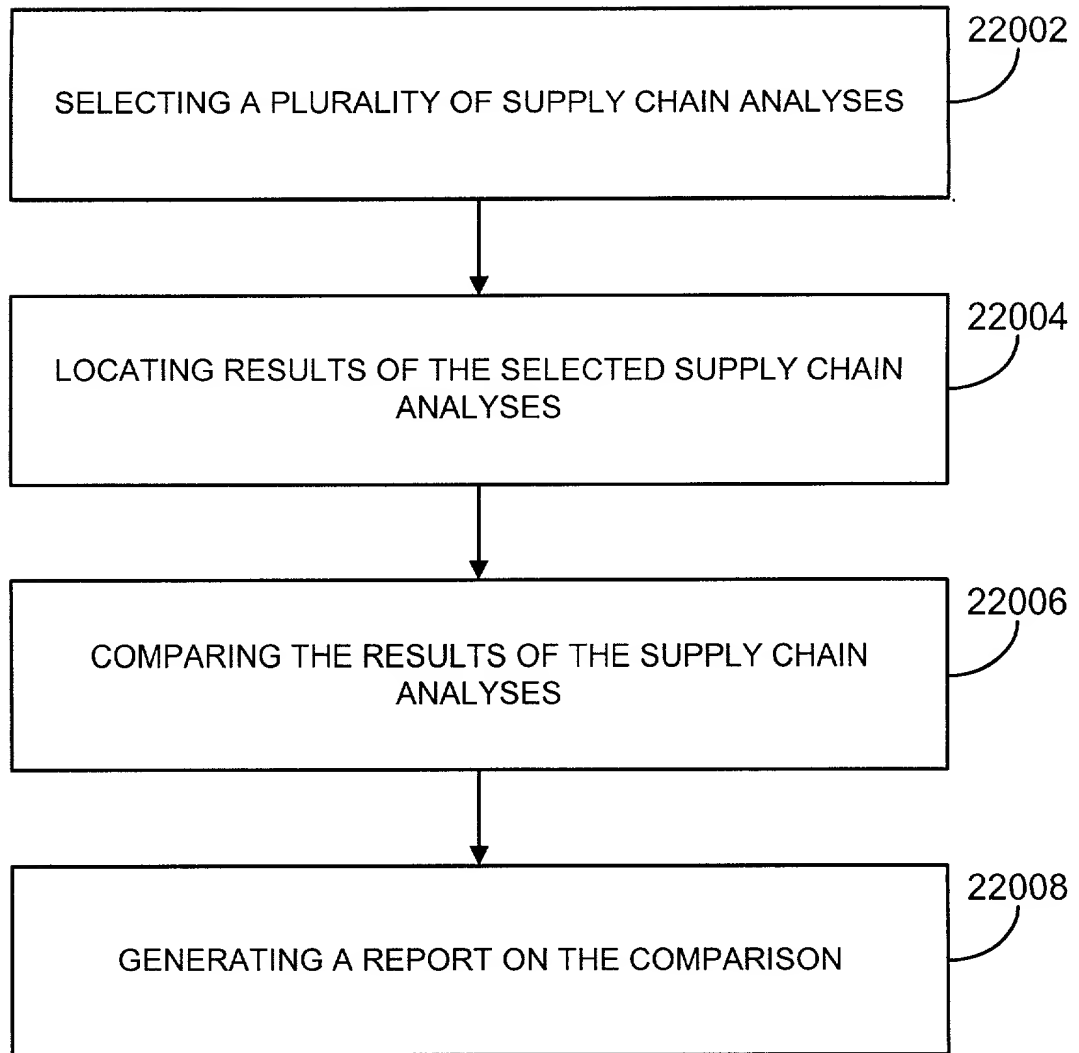 22002
SELECTING A PLURALITY OF SUPPLY CHAIN ANALYSES
22004
LOCATING RESULTS OF THE SELECTED SUPPLY CHAIN
ANALYSES
22006
COMPARING THE RESULTS OF THE SUPPLY CHAIN
ANALYSES
22008
GENERATING A REPORT ON THE COMPARISON